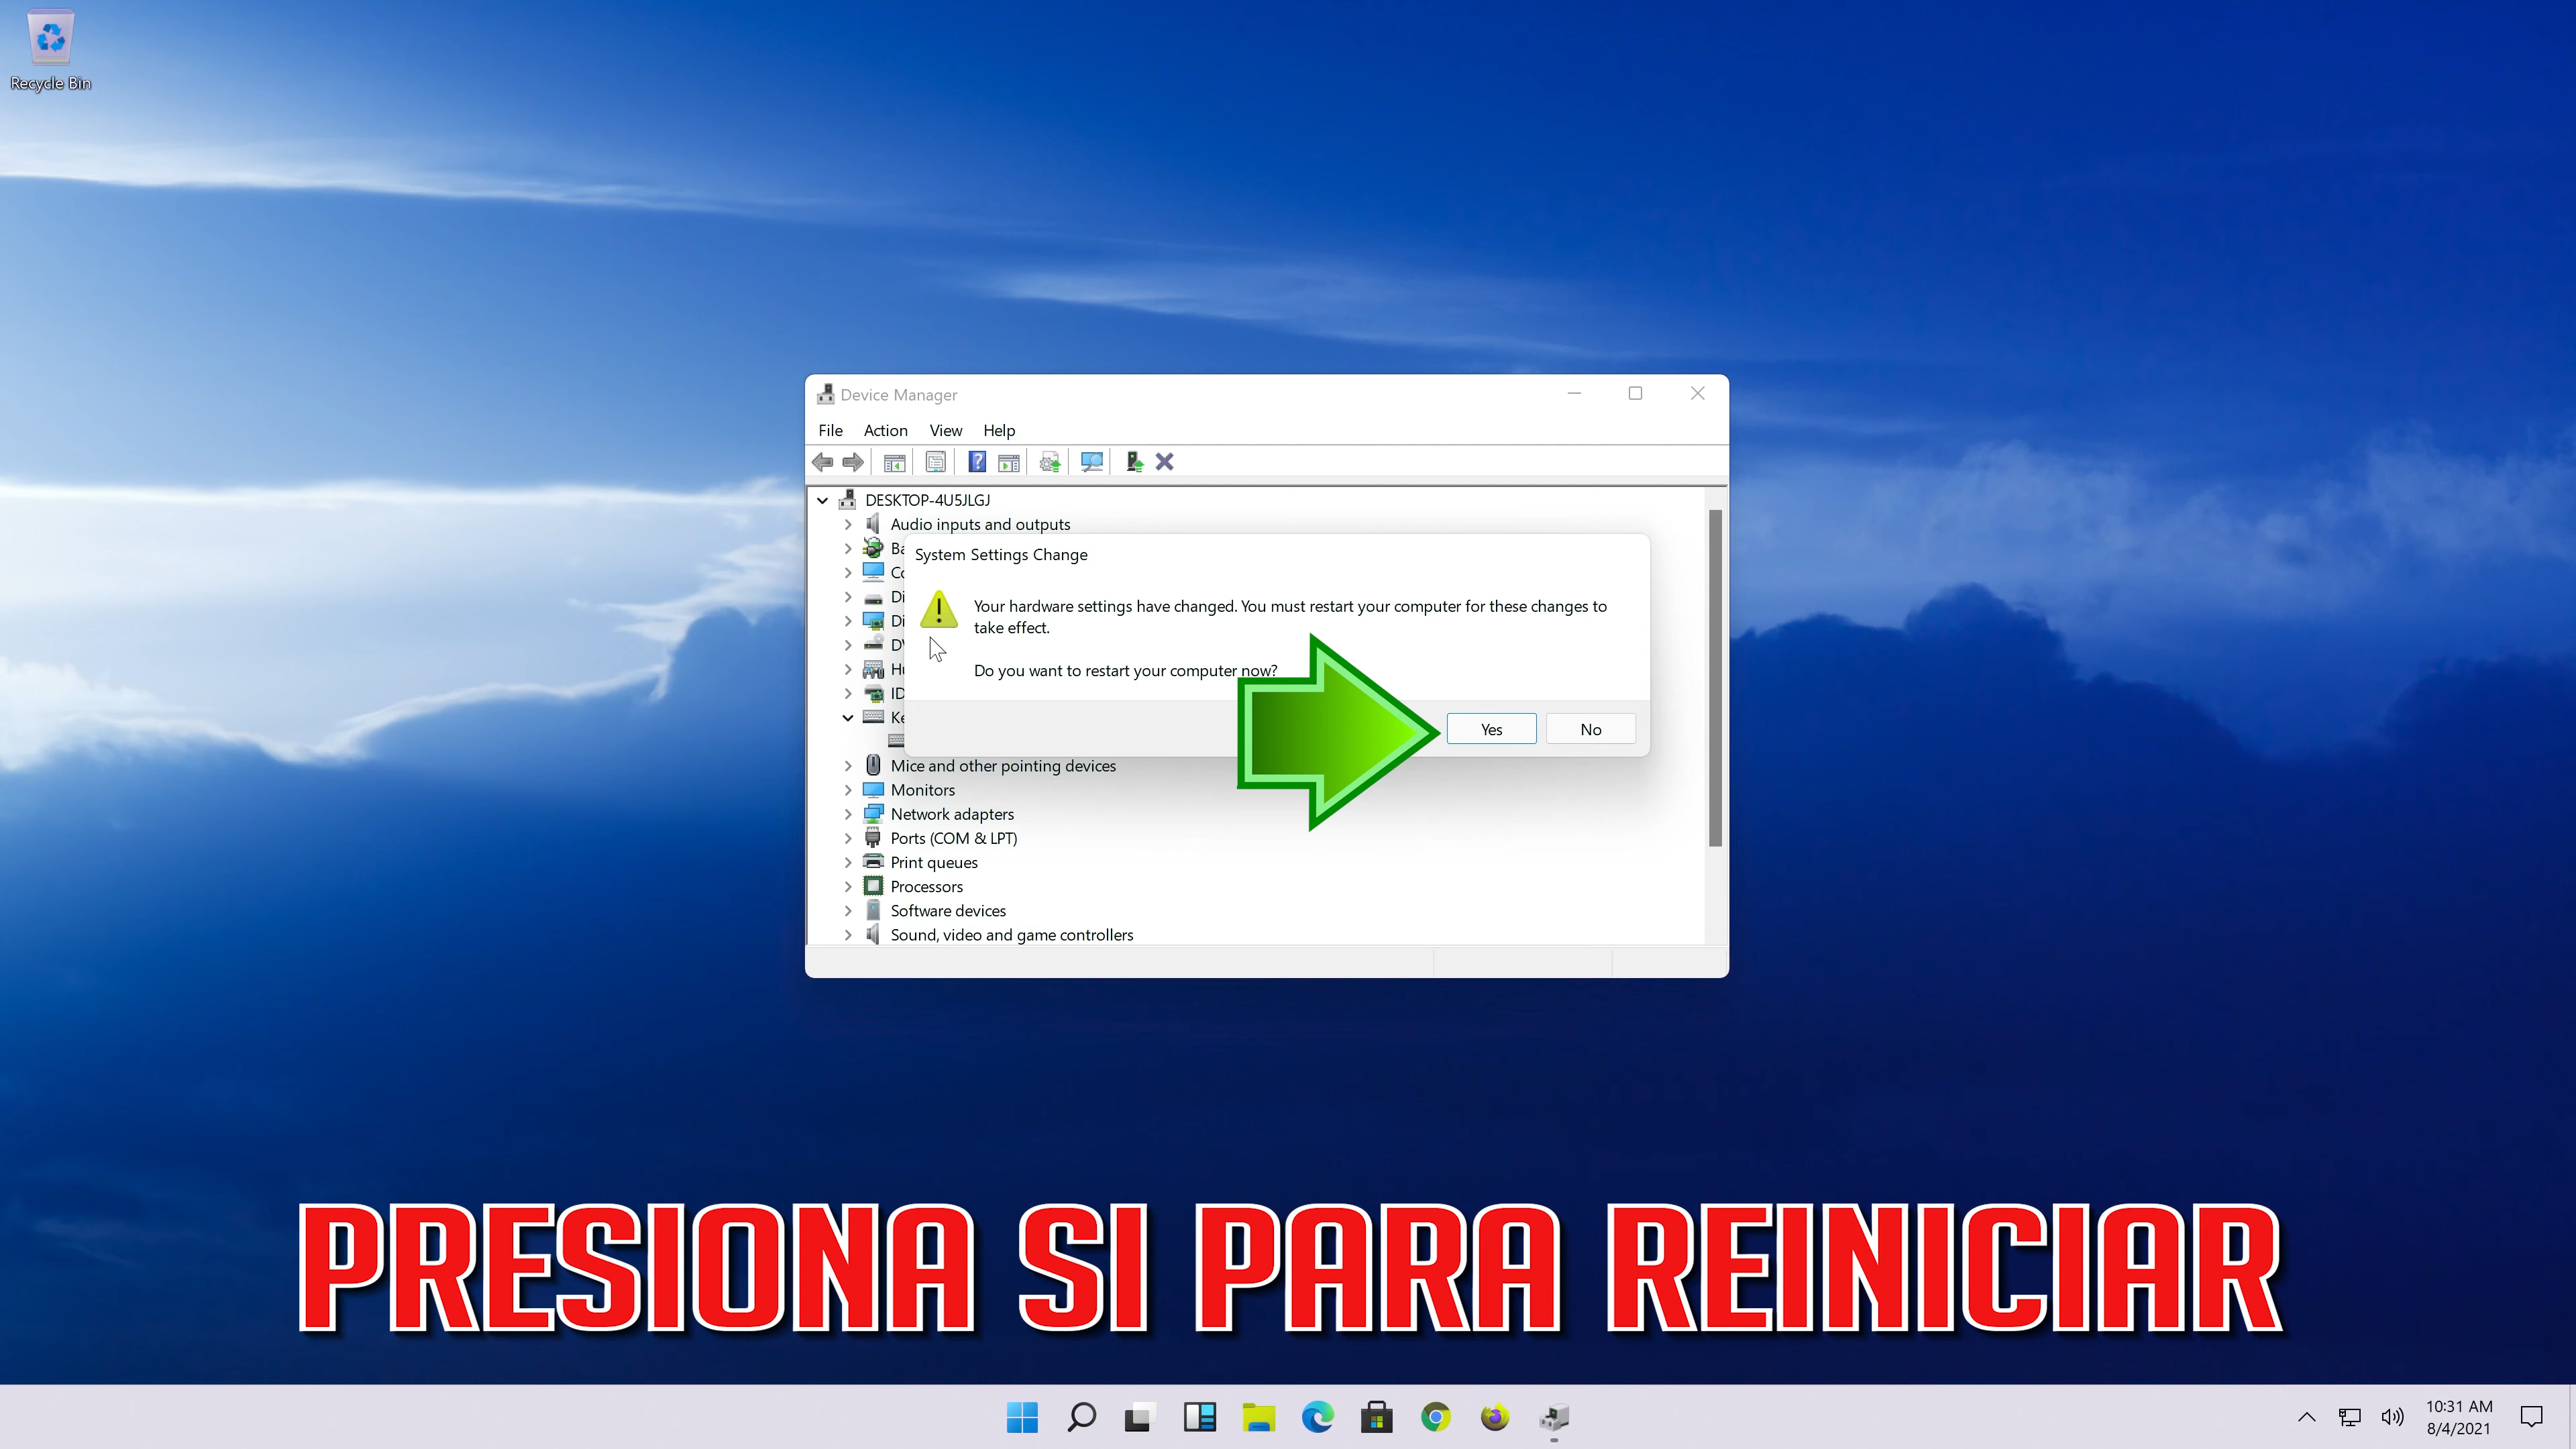 Recycle Bin
Device Manager
File Action View Help
DESKTOP-4U5JLGJ
Audio inputs and outputs
System Settings Change
Your hardware settings have changed. You must restart your computer for these changes to
take effect.
Do you want to restart your computer now?
Yes No
Mice and other pointing devices
Monitors
Network adapters
Ports (COM & LPT)
Print queues
Processors
Software devices
Sound, video and game controllers
PRESIONA SI PARA REINICIAR
10:31 AM
8/4/2021